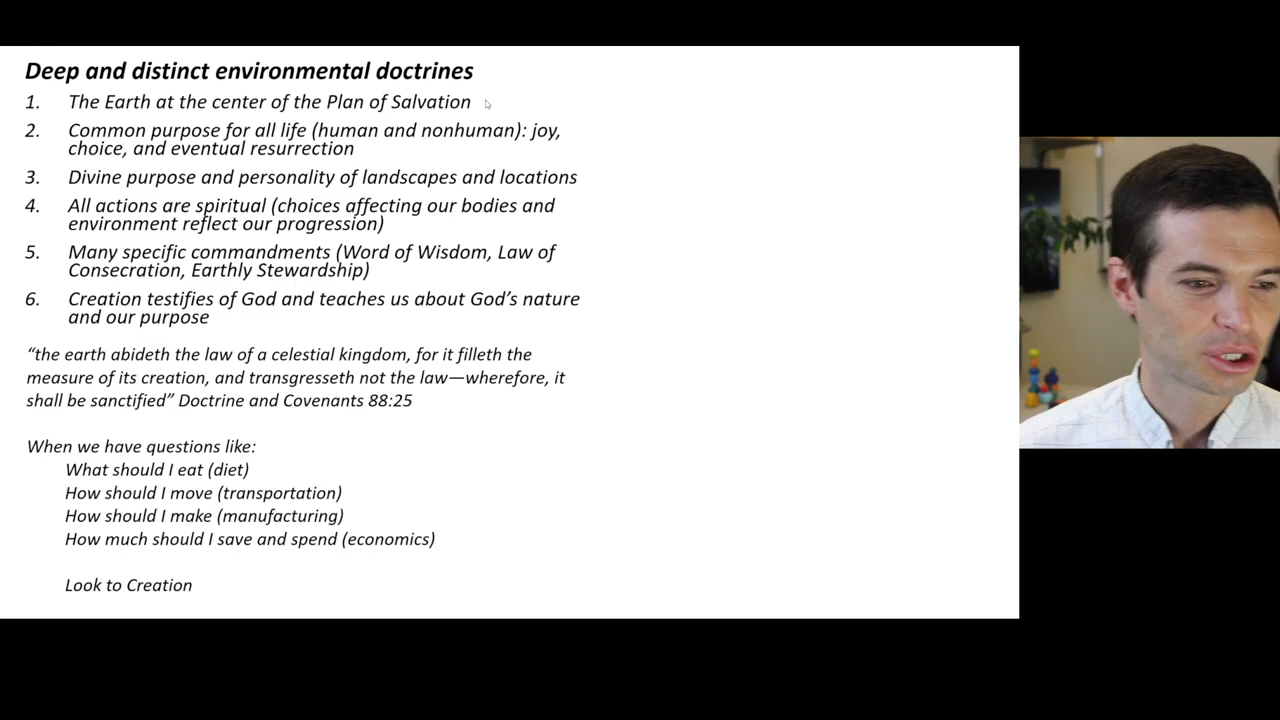 Deep and distinct environmental doctrines
1. The Earth at the center of the Plan of Salvation
2. Common purpose for all life (human and nonhuman): joy,
choice, and eventual resurrection
3. Divine purpose and personality of landscapes and locations
4. All actions are spiritual (choices affecting our bodies and
environment reflect our progression)
5. Many specific commandments (Word of Wisdom, Law of
Consecration, Earthly Stewardship)
6. Creation testifies of God and teaches us about God’s nature
and our purpose
“the earth abideth the law of a celestial kingdom, for it filleth the
measure of its creation, and transgresseth not the law—wherefore, it
shall be sanctified” Doctrine and Covenants 88:25
When we have questions like:
What should I eat (diet)
How should I move (transportation)
How should I make (manufacturing)
How much should I save and spend (economics)
Look to Creation